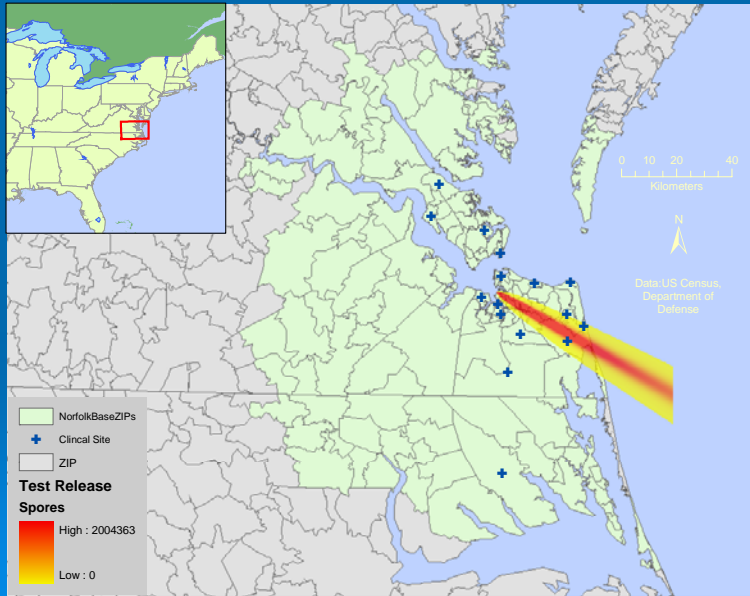 0 10 20 40
Kilometers
N
Data:US Census,
Department of
Defense
NorfolkBaseZIPs
Clincal Site
ZIP
Test Release
Spores
High : 2004363
Low : 0